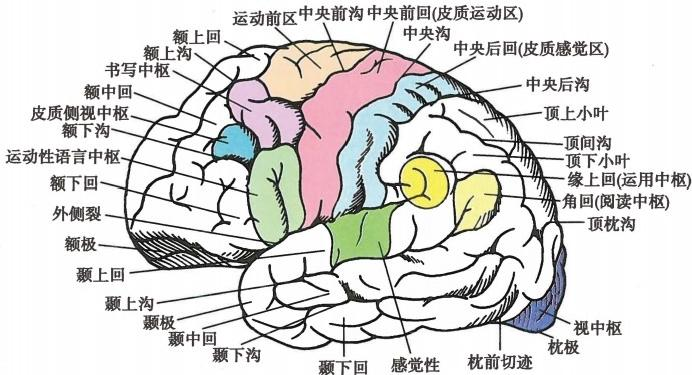 运动前区
中央前沟
中央前回(皮质运动区)
中央沟
中央后回(皮质感觉区)
中央后沟
顶上小叶
顶间沟
顶下小叶
缘上回(运用中枢)
角回(阅读中枢)
顶枕沟
视中枢
枕极
枕前切迹
感觉性
颞下回
颞下沟
颞中回
颞极
颞上沟
颞上回
额极
外侧裂
额下回
运动性语言中枢
额下沟
皮质侧视中枢
额中回
书写中枢
额上沟
额上回